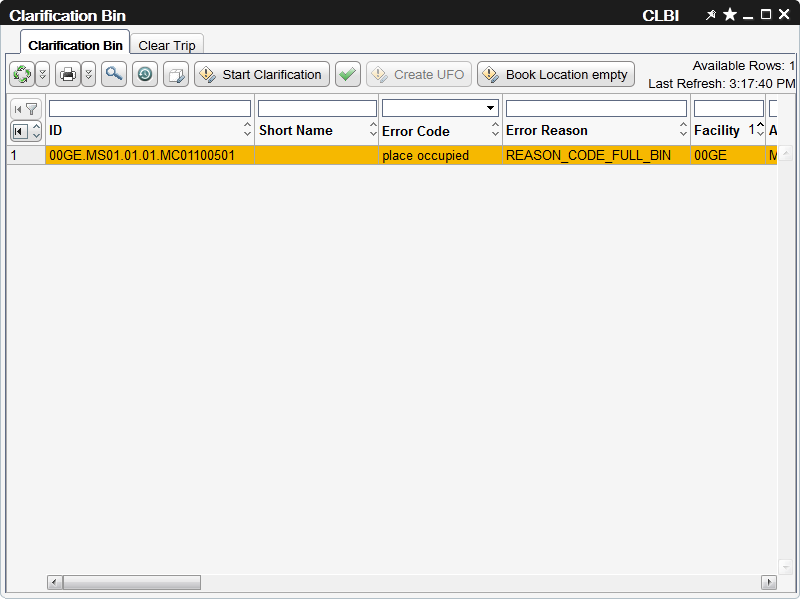 Clarification Bin CLBI
Clarification Bin Clear Trip
Start Clarification Create UFO Book Location empty
Available Rows: 1
Last Refresh: 3:17:40 PM
ID Short Name Error Code Error Reason Facility 1 A
1 00GE.MS01.01.01.MC01100501 place occupied REASON_CODE_FULL_BIN 00GE M